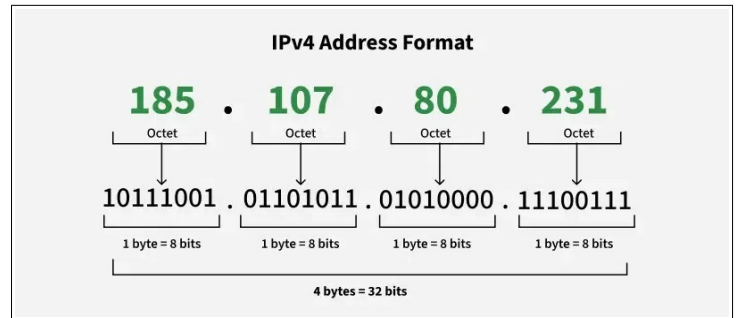 IPv4 Address Format
185 . 107 . 80 . 231
Octet Octet Octet Octet
10111001 . 01101011 . 01010000 . 11100111
1 byte = 8 bits 1 byte = 8 bits 1 byte = 8 bits 1 byte = 8 bits
4 bytes = 32 bits